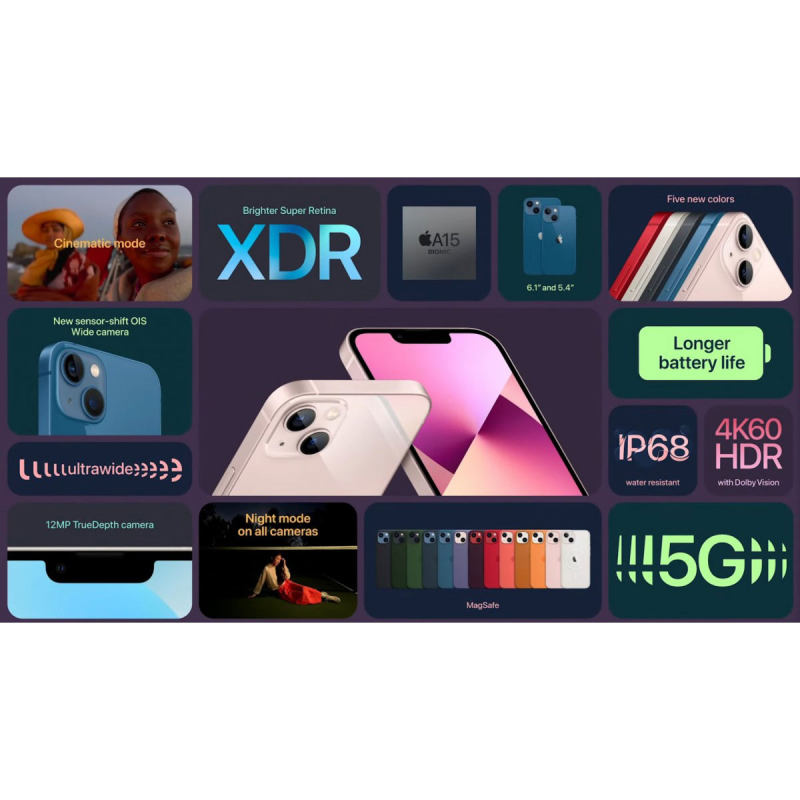 Cinematic mode
Brighter Super Retina
XDR
A15
BIONIC
6.1” and 5.4”
Five new colors
New sensor-shift OIS
Wide camera
Longer
battery life
ultrawide
IP68
water resistant
4K60
HDR
with Dolby Vision
12MP TrueDepth camera
Night mode
on all cameras
MagSafe
5G